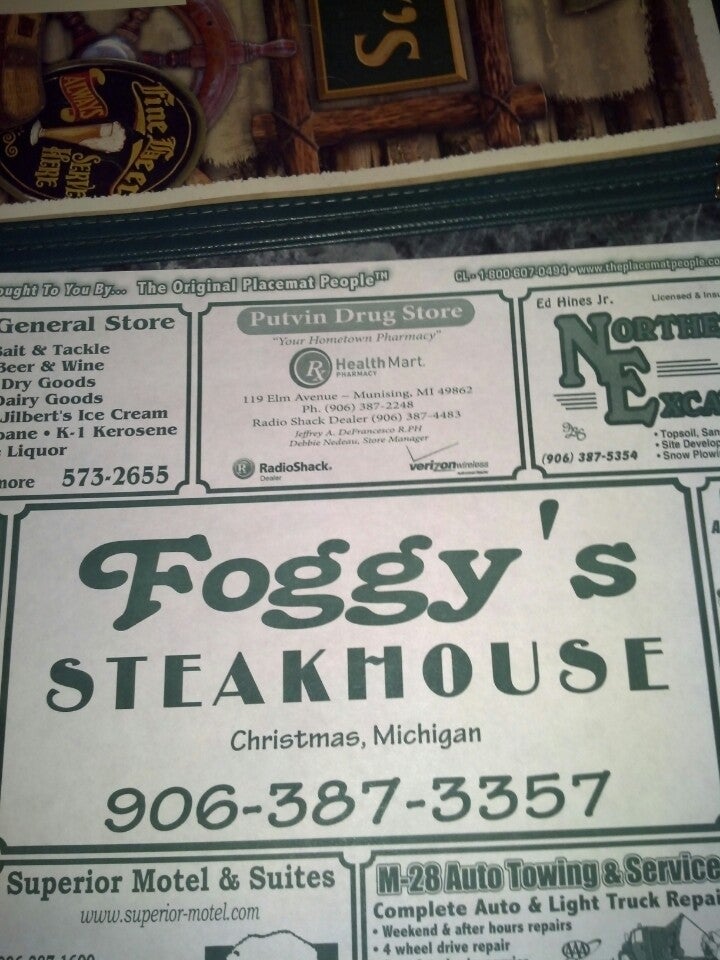 S
Fine Beer
ALWAYS
SERVED
HERE
To You By... The Original Placemat People™
CL - 1-800-607-0494 • www.theplacematpeople.co
General Store
Bait & Tackle
Beer & Wine
Dry Goods
Dairy Goods
Jilbert's Ice Cream
• K-1 Kerosene
Liquor
573-2655
Putvin Drug Store
"Your Hometown Pharmacy"
Rx HealthMart.
PHARMACY
119 Elm Avenue ~ Munising, MI 49862
Ph. (906) 387-2248
Radio Shack Dealer (906) 387-4483
Jeffrey A. DeFrancesco R.PH
Debbie Nedeau, Store Manager
R RadioShack.
Dealer
verizonwireless
Ed Hines Jr.
Licensed & Ins
NORTHE
EXCA
• Topsoil, San
• Site Develop
• Snow Plowi
(906) 387-5354
Foggy's
STEAKHOUSE
Christmas, Michigan
906-387-3357
Superior Motel & Suites
www.superior-motel.com
M-28 Auto Towing & Service
Complete Auto & Light Truck Repai
• Weekend & after hours repairs
• 4 wheel drive repair
AAA